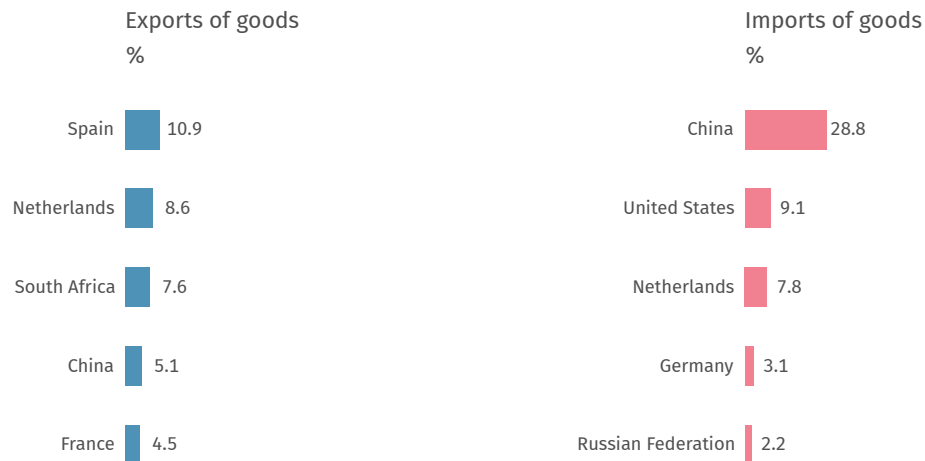 Exports of goods
%
Spain 10.9
Netherlands 8.6
South Africa 7.6
China 5.1
France 4.5
Imports of goods
%
China 28.8
United States 9.1
Netherlands 7.8
Germany 3.1
Russian Federation 2.2